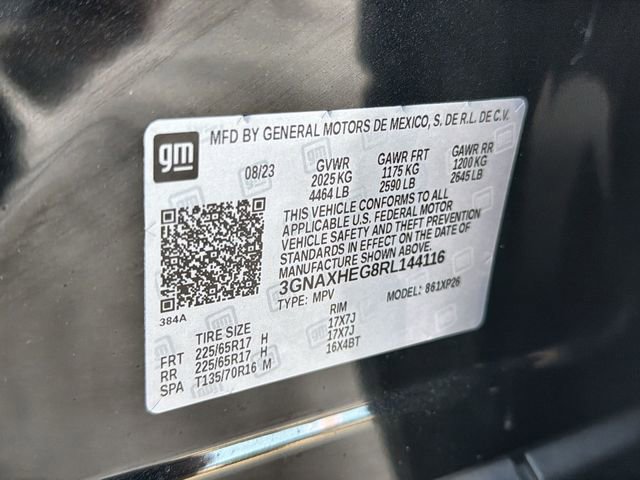 gm
MFD BY GENERAL MOTORS DE MEXICO, S. DE R.L. DE C.V.
08/23 GVWR GAWR FRT GAWR RR
2025 KG 1175 KG 1200 KG
4464 LB 2590 LB 2645 LB
THIS VEHICLE CONFORMS TO ALL
APPLICABLE U.S. FEDERAL MOTOR
VEHICLE SAFETY AND THEFT PREVENTION
STANDARDS IN EFFECT ON THE DATE OF
MANUFACTURE SHOWN ABOVE.
3GNAXHEG8RL144116
TYPE: MPV MODEL: 861XP26
384A
TIRE SIZE RIM
FRT 225/65R17 H 17X7J
RR 225/65R17 H 17X7J
SPA T135/70R16 M 16X4BT